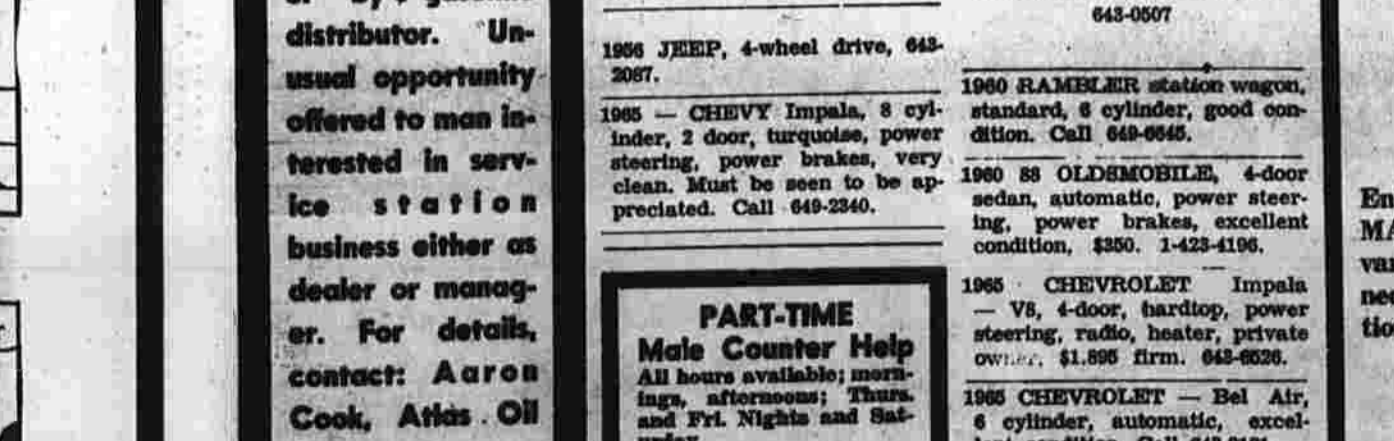 distributor. Un-
usual opportunity
offered to man in-
terested in serv-
ice station
business either as
dealer or manag-
er. For details,
contact: Aaron
Cook, Atlas Oil
1956 JEEP, 4-wheel drive, 643-
2087.
1965 — CHEVY Impala, 8 cyl-
inder, 2 door, turquoise, power
steering, power brakes, very
clean. Must be seen to be ap-
preciated. Call 649-2340.
PART-TIME
Male Counter Help
All hours available; morn-
ings, afternoons; Thurs.
and Fri. Nights and Sat-
643-0507
1960 RAMBLER station wagon,
standard, 6 cylinder, good con-
dition. Call 649-6645.
1960 88 OLDSMOBILE, 4-door
sedan, automatic, power steer-
ing, power brakes, excellent
condition, $350. 1-423-4196.
1965 CHEVROLET Impala
— V8, 4-door, hardtop, power
steering, radio, heater, private
$1,895 firm. 643-6526.
1965 CHEVROLET — Bel Air,
6 cylinder, automatic, excel-
En
MA